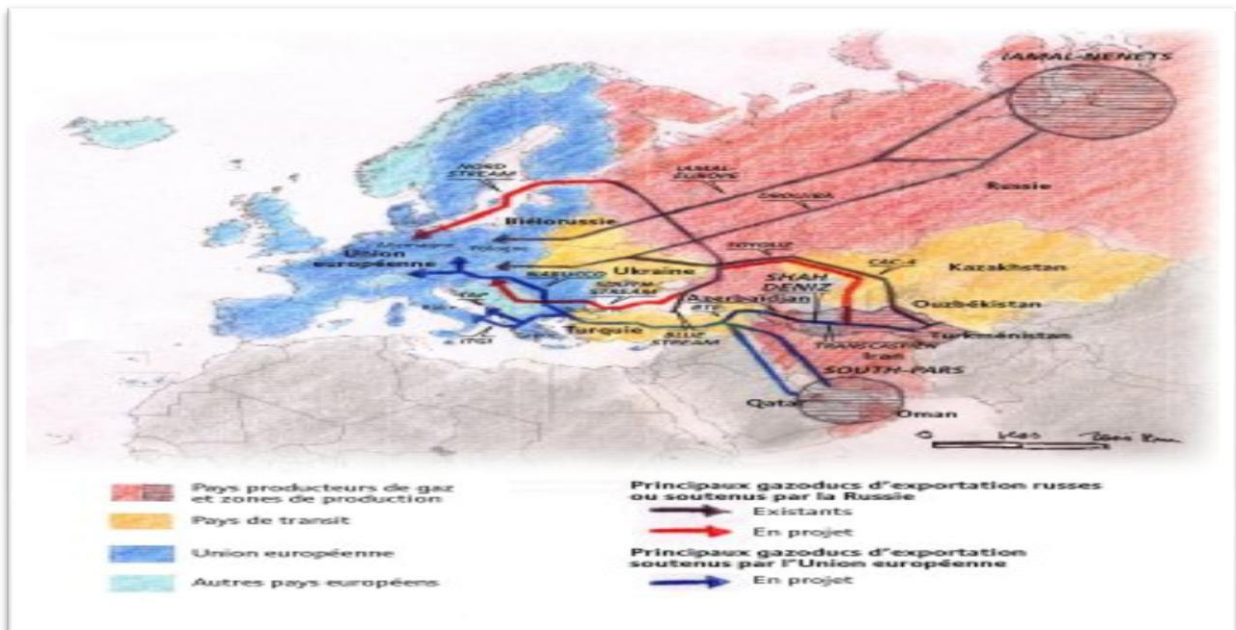 IAMAL-NENETS
NORD
STREAM
IAMAL-
EUROPE
Russie
DROUJBA
Biélorussie
Allemagne
Pologne
Union
européenne
SOYOUZ
CAC-4
Kazakhstan
NABUCCO
Ukraine
SHAH
DENIZ
SOUTH-
STREAM
Azerbaïdjan
Ouzbékistan
TAP
BTE
Turquie
Turkménistan
ITGI
BLUE
STREAM
TRANSCASPIEN
Iran
SOUTH-PARS
Qatar
Oman
0
Pays producteurs de gaz
et zones de production
Pays de transit
Union européenne
Autres pays européens
Principaux gazoducs d'exportation russes
ou soutenus par la Russie
Existants
En projet
Principaux gazoducs d'exportation
soutenus par l'Union européenne
En projet